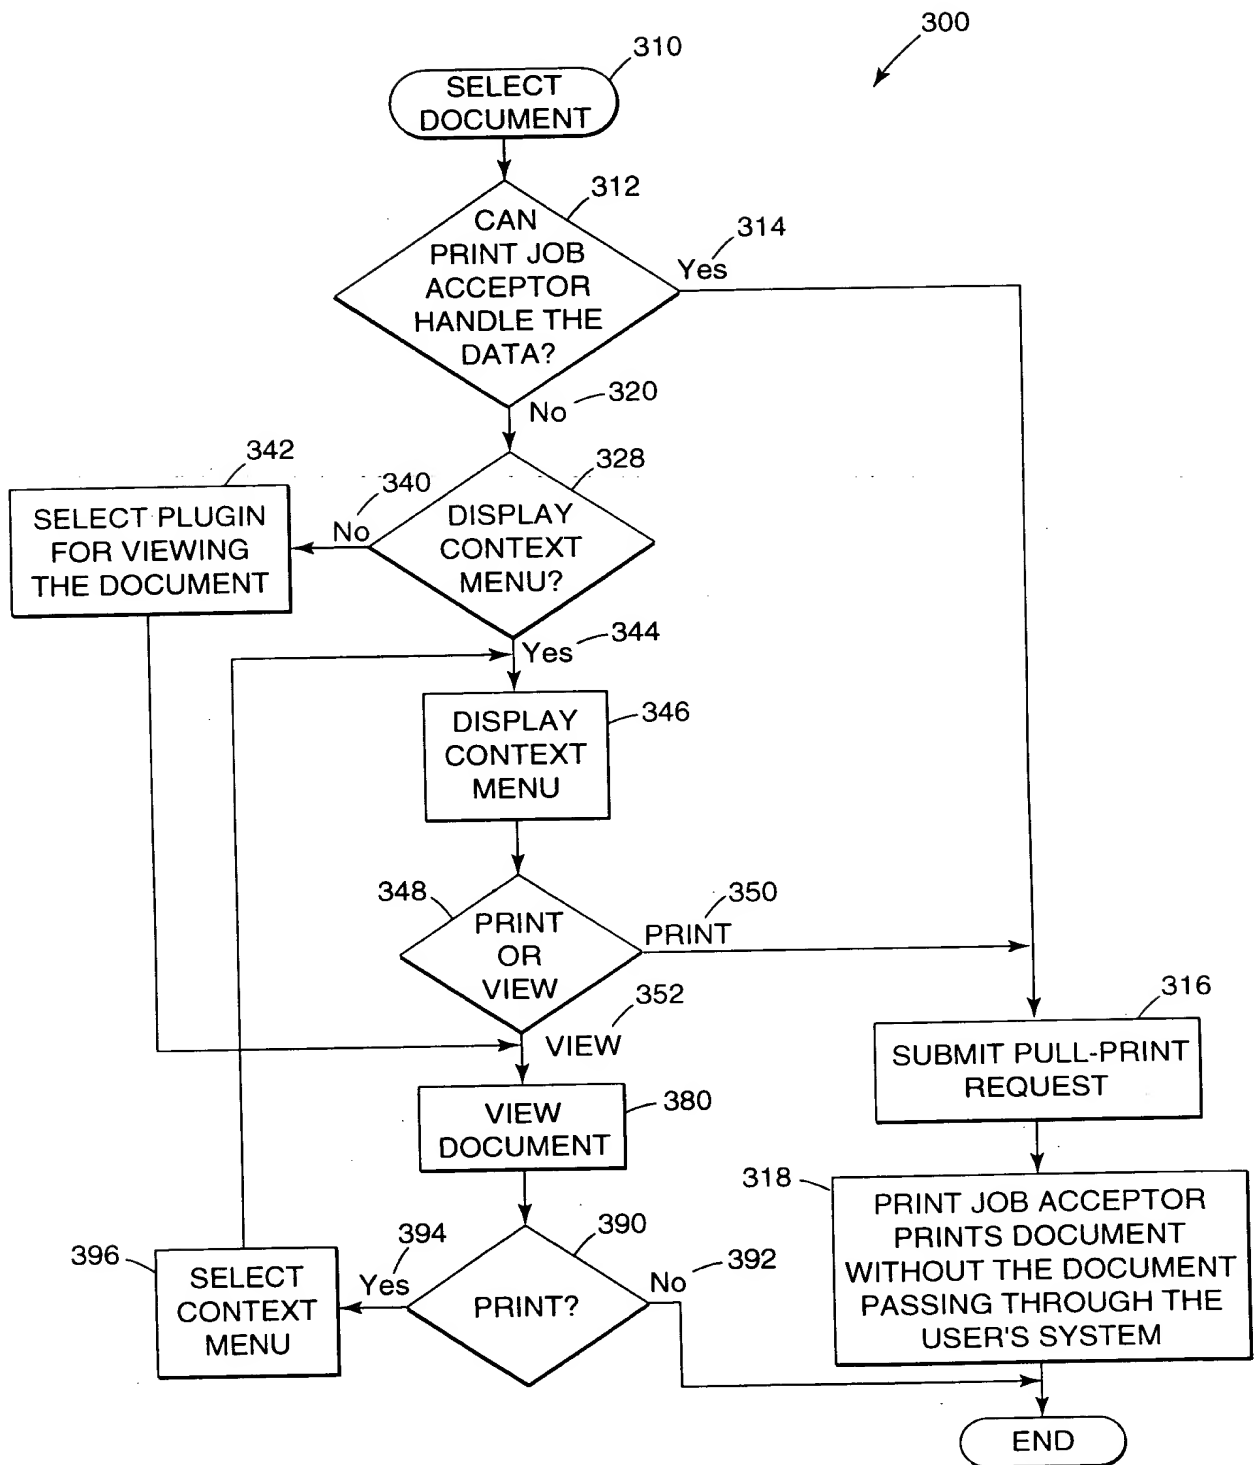 300
310
SELECT
DOCUMENT
312
CAN
PRINT JOB
ACCEPTOR
HANDLE THE
DATA?
314
Yes
320
No
342
340
328
No
SELECT PLUGIN
FOR VIEWING
THE DOCUMENT
DISPLAY
CONTEXT
MENU?
344
Yes
346
DISPLAY
CONTEXT
MENU
348
350
PRINT
OR
VIEW
PRINT
352
VIEW
316
SUBMIT PULL-PRINT
REQUEST
380
VIEW
DOCUMENT
318
PRINT JOB ACCEPTOR
PRINTS DOCUMENT
WITHOUT THE DOCUMENT
PASSING THROUGH THE
USER'S SYSTEM
396
394
390
392
SELECT
CONTEXT
MENU
Yes
PRINT?
No
END